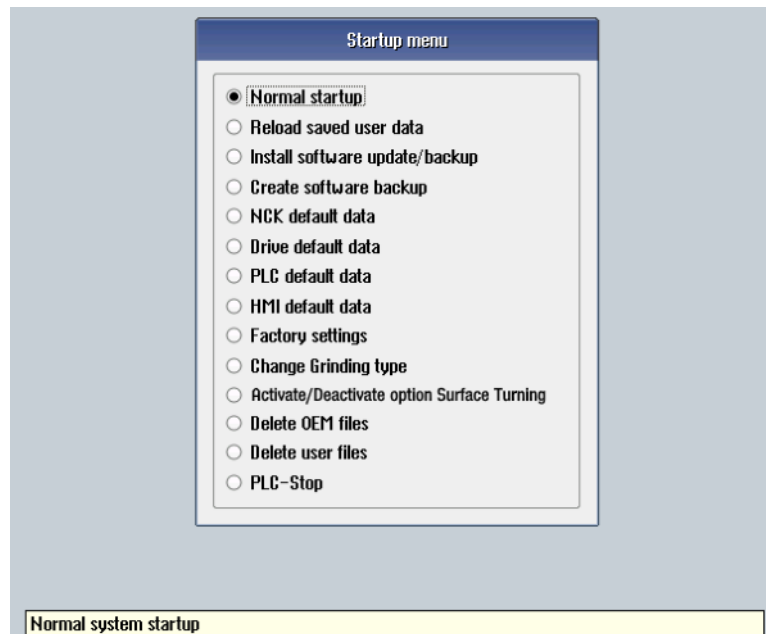 Startup menu
Normal startup
Reload saved user data
Install software update/backup
Create software backup
NCK default data
Drive default data
PLC default data
HMI default data
Factory settings
Change Grinding type
Activate/Deactivate option Surface Turning
Delete OEM files
Delete user files
PLC-Stop
Normal system startup